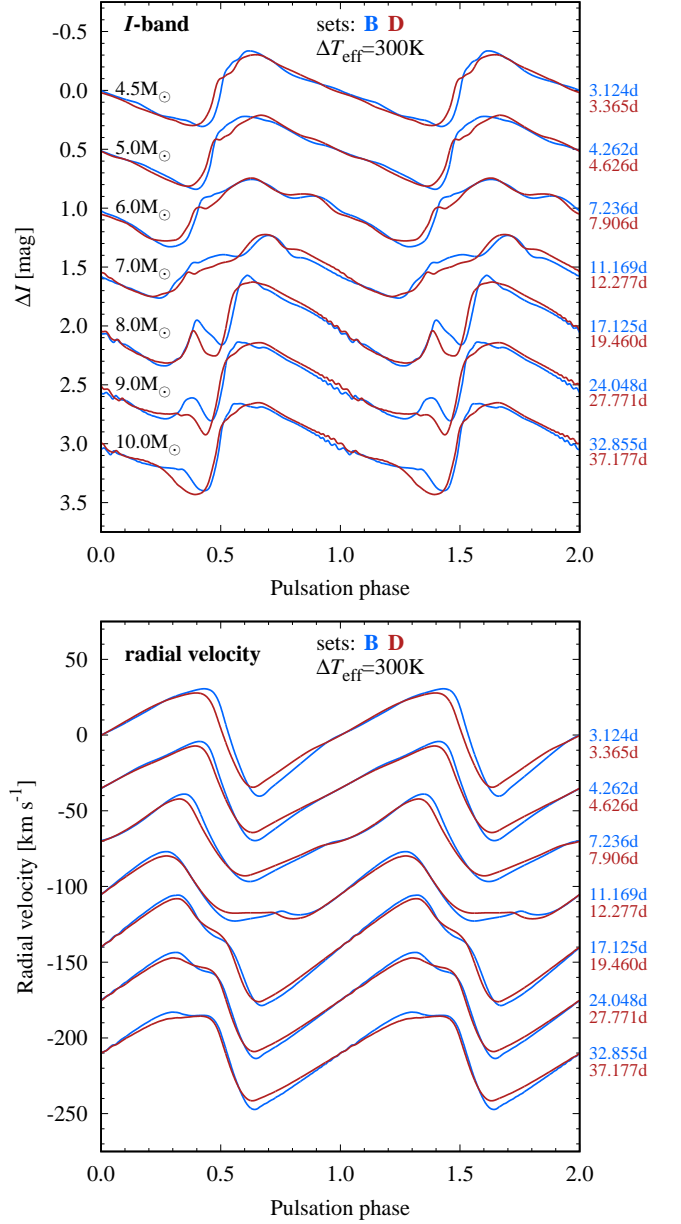 I-band
sets: B D
ΔT_eff=300K
-0.5
0.0
0.5
1.0
1.5
2.0
2.5
3.0
3.5
ΔI [mag]
4.5M⊙
5.0M⊙
6.0M⊙
7.0M⊙
8.0M⊙
9.0M⊙
10.0M⊙
3.124d
3.365d
4.262d
4.626d
7.236d
7.906d
11.169d
12.277d
17.125d
19.460d
24.048d
27.771d
32.855d
37.177d
0.0 0.5 1.0 1.5 2.0
Pulsation phase
radial velocity
sets: B D
ΔT_eff=300K
50
0
-50
-100
-150
-200
-250
Radial velocity [km s⁻¹]
3.124d
3.365d
4.262d
4.626d
7.236d
7.906d
11.169d
12.277d
17.125d
19.460d
24.048d
27.771d
32.855d
37.177d
0.0 0.5 1.0 1.5 2.0
Pulsation phase